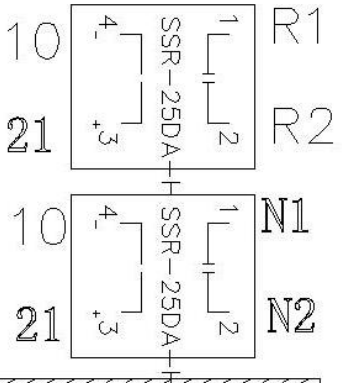 10 4- 1 R1
SSR-25DA-H
21 +3 2 R2
10 4- 1 N1
SSR-25DA-H
21 +3 2 N2